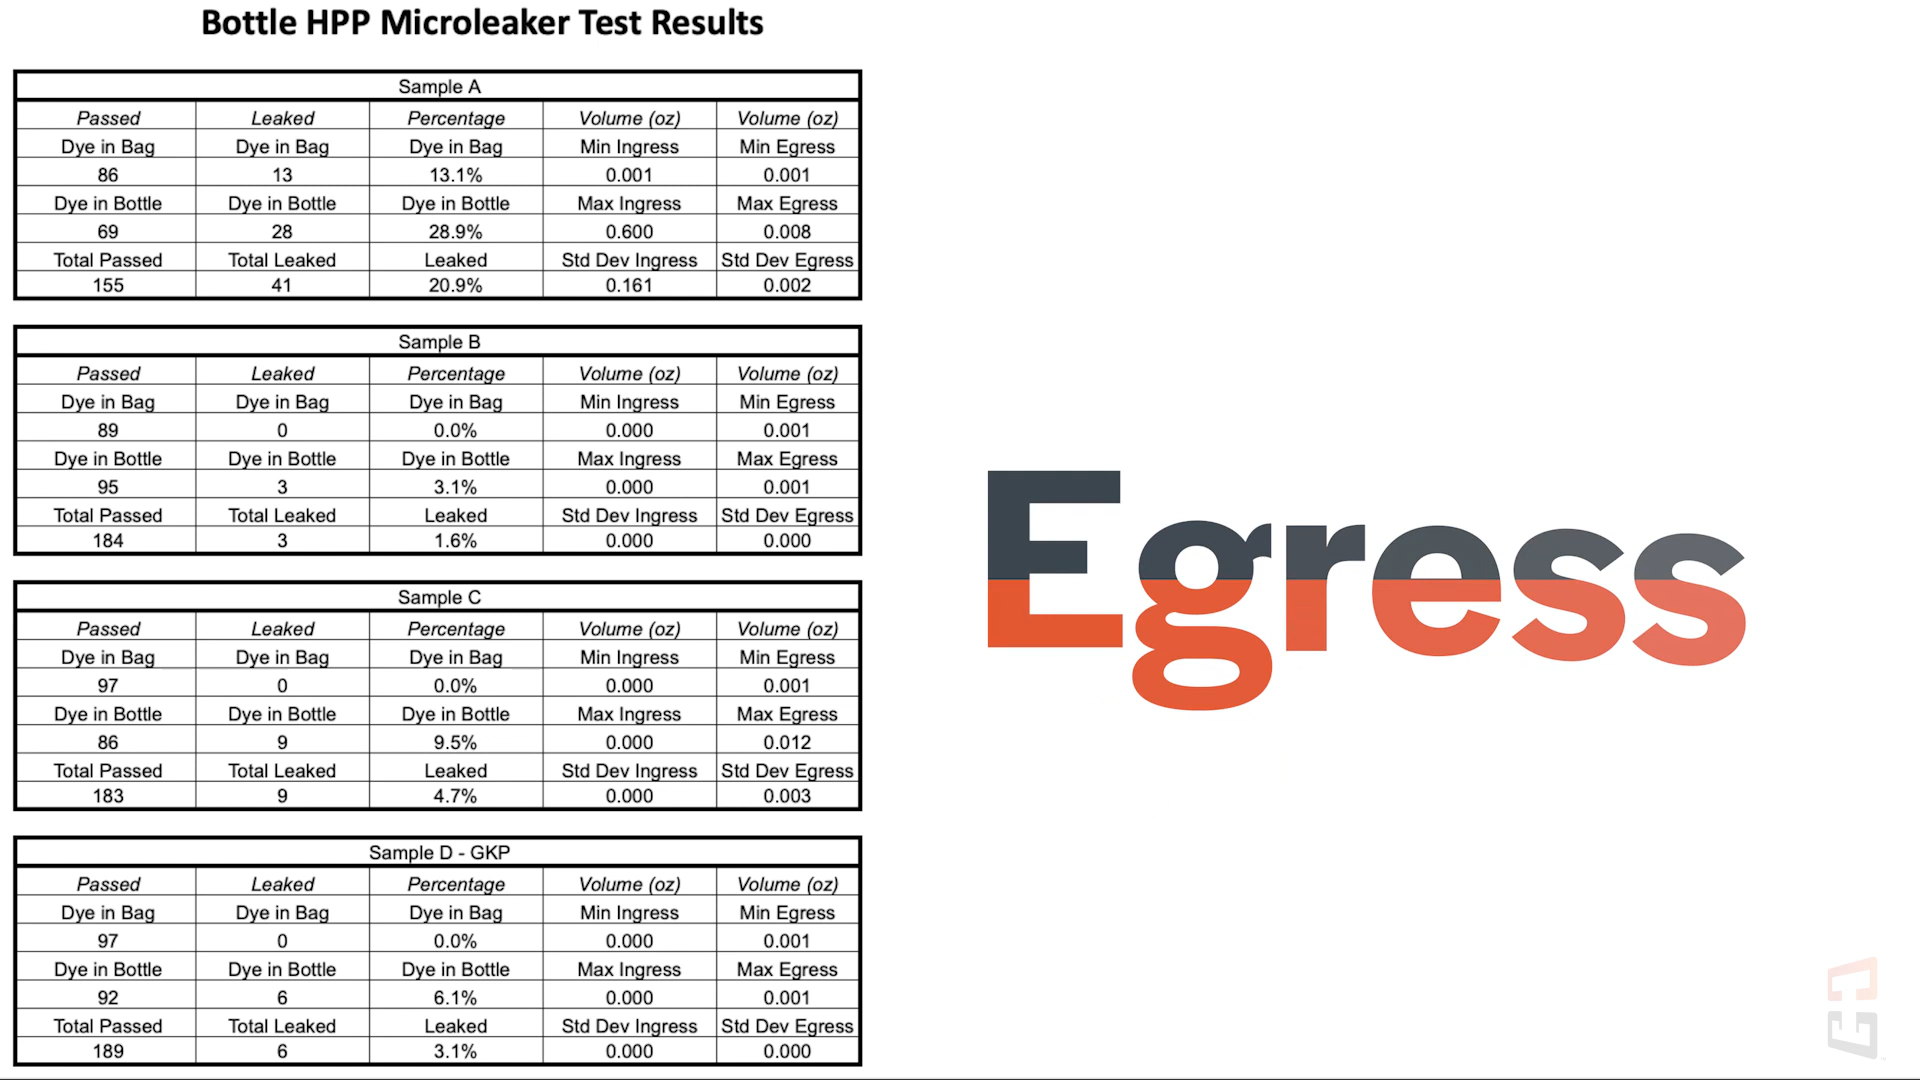 Bottle HPP Microleaker Test Results
Sample A
Passed Leaked Percentage Volume (oz) Volume (oz)
Dye in Bag Dye in Bag Dye in Bag Min Ingress Min Egress
86 13 13.1% 0.001 0.001
Dye in Bottle Dye in Bottle Dye in Bottle Max Ingress Max Egress
69 28 28.9% 0.600 0.008
Total Passed Total Leaked Leaked Std Dev Ingress Std Dev Egress
155 41 20.9% 0.161 0.002
Sample B
Passed Leaked Percentage Volume (oz) Volume (oz)
Dye in Bag Dye in Bag Dye in Bag Min Ingress Min Egress
89 0 0.0% 0.000 0.001
Dye in Bottle Dye in Bottle Dye in Bottle Max Ingress Max Egress
95 3 3.1% 0.000 0.001
Total Passed Total Leaked Leaked Std Dev Ingress Std Dev Egress
184 3 1.6% 0.000 0.000
Sample C
Passed Leaked Percentage Volume (oz) Volume (oz)
Dye in Bag Dye in Bag Dye in Bag Min Ingress Min Egress
97 0 0.0% 0.000 0.001
Dye in Bottle Dye in Bottle Dye in Bottle Max Ingress Max Egress
86 9 9.5% 0.000 0.012
Total Passed Total Leaked Leaked Std Dev Ingress Std Dev Egress
183 9 4.7% 0.000 0.003
Sample D - GKP
Passed Leaked Percentage Volume (oz) Volume (oz)
Dye in Bag Dye in Bag Dye in Bag Min Ingress Min Egress
97 0 0.0% 0.000 0.001
Dye in Bottle Dye in Bottle Dye in Bottle Max Ingress Max Egress
92 6 6.1% 0.000 0.001
Total Passed Total Leaked Leaked Std Dev Ingress Std Dev Egress
189 6 3.1% 0.000 0.000
Egress